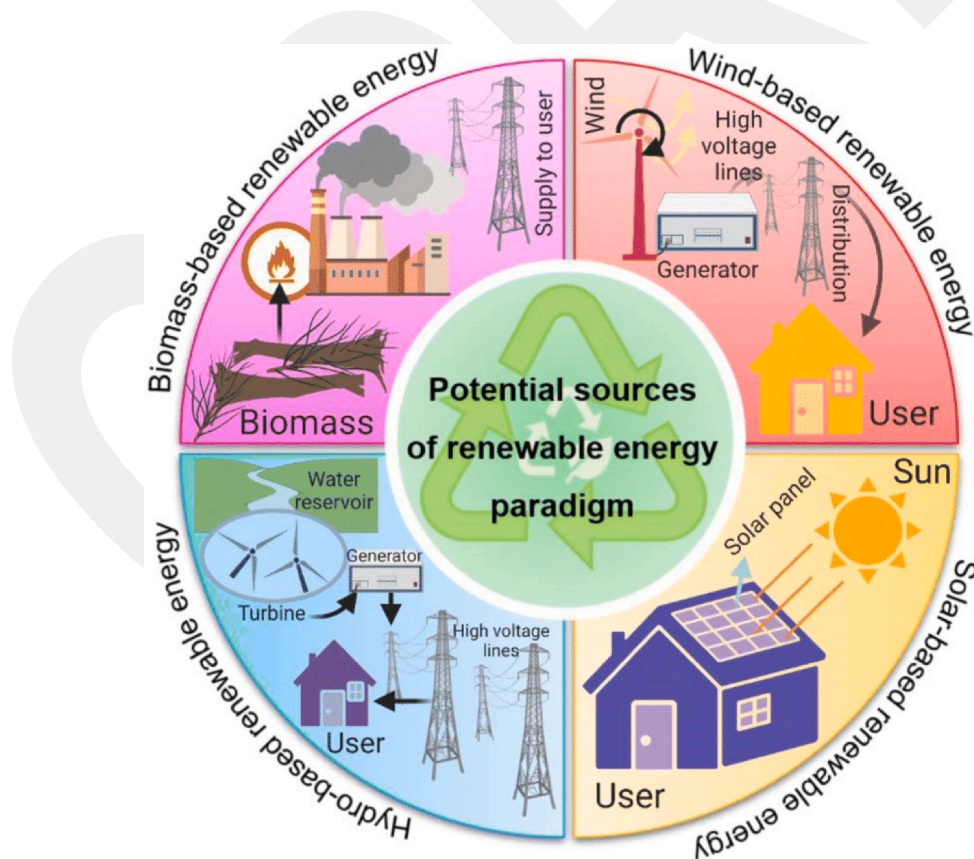 Biomass-based renewable energy
Supply to user
Biomass
Wind-based renewable energy
Wind
High
voltage
lines
Generator
Distribution
User
Potential sources
of renewable energy
paradigm
Hydro-based renewable energy
Water
reservoir
Generator
Turbine
High voltage
lines
User
Solar-based renewable energy
Sun
Solar panel
User